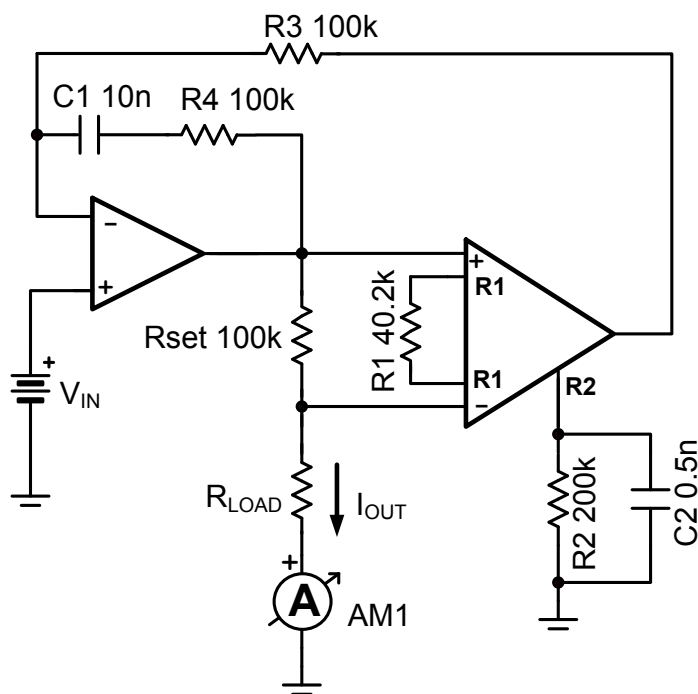 R3 100k
C1 10n
R4 100k
−
+
+
R1
Rset 100k
R1 40.2k
+
V_IN
R1
−
R2
R_LOAD
I_OUT
R2 200k
C2 0.5n
+
A
AM1